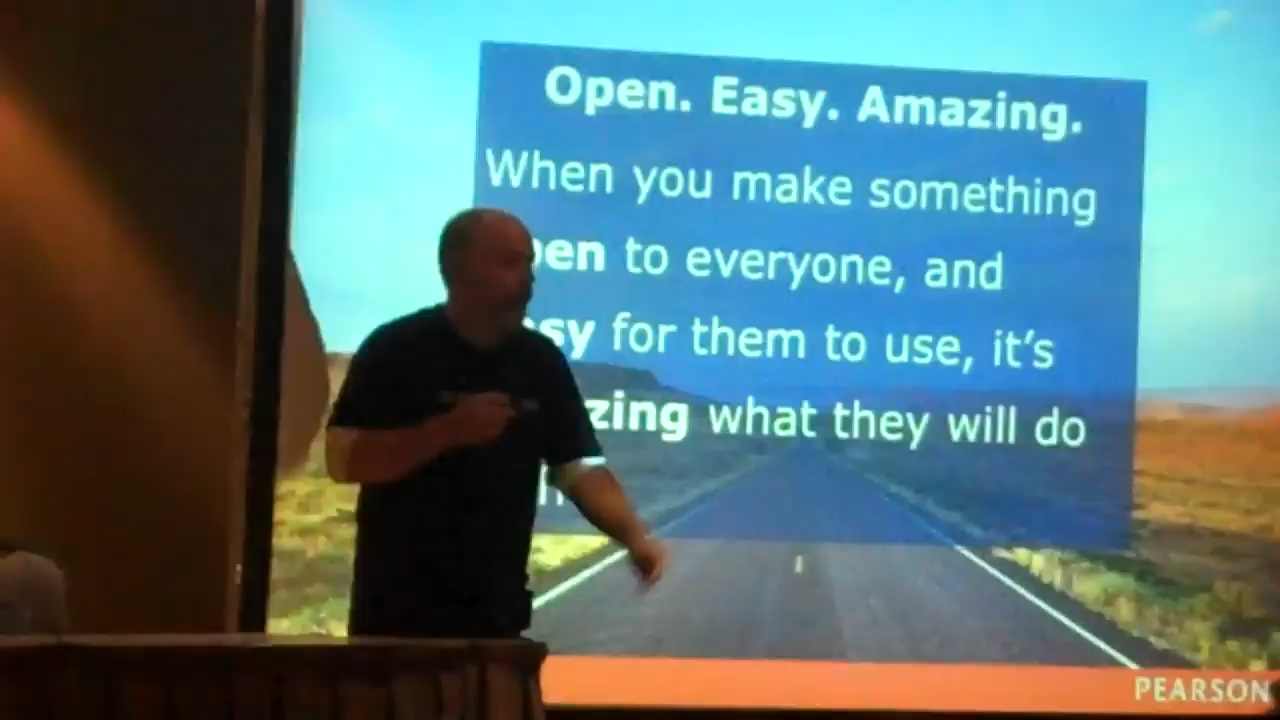 Open. Easy. Amazing.
When you make something
pen to everyone, and
asy for them to use, it's
zing what they will do
PEARSON